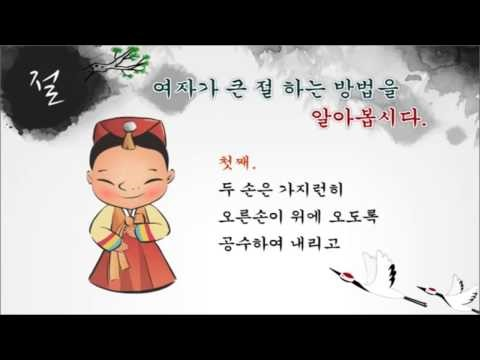 절
여자가 큰 절 하는 방법을
알아봅시다.
첫째.
두 손은 가지런히
오른손이 위에 오도록
공수하여 내리고